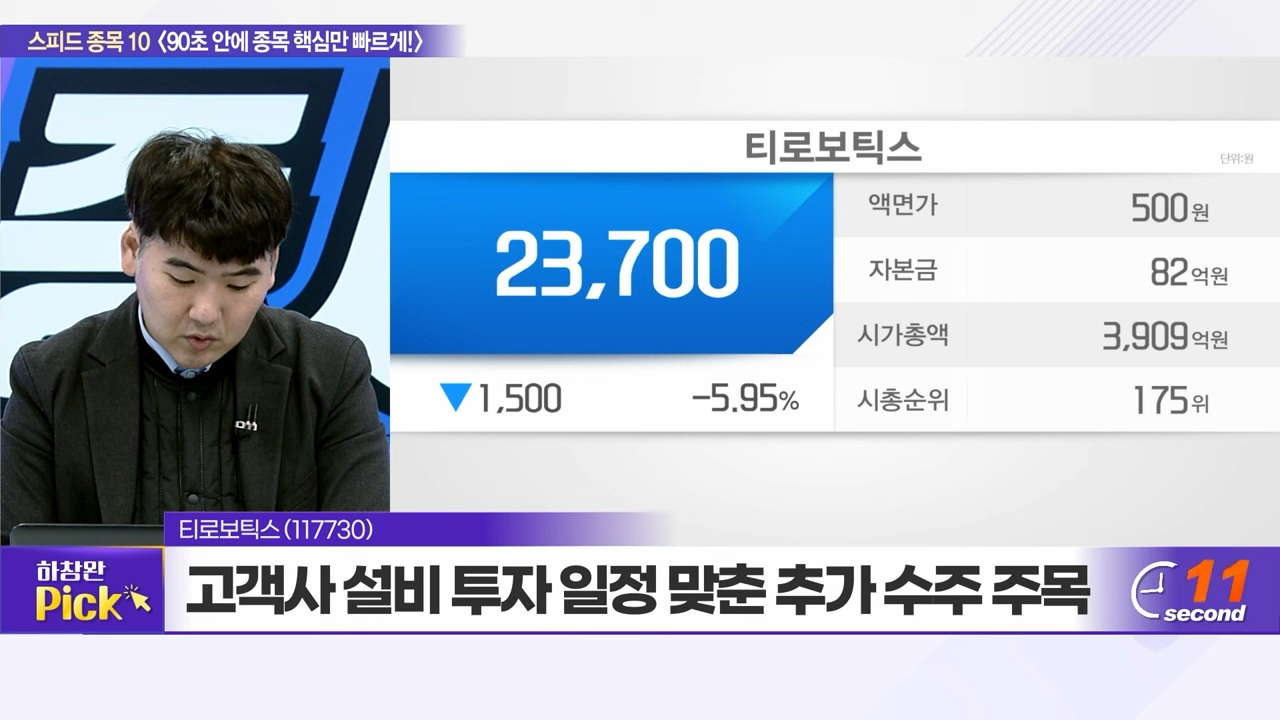 스피드 종목 10 〈90초 안에 종목 핵심만 빠르게!〉
티로보틱스
단위:원
23,700
▼1,500 -5.95%
액면가 500원
자본금 82억원
시가총액 3,909억원
시총순위 175위
티로보틱스 (117730)
하창완
Pick
고객사 설비 투자 일정 맞춘 추가 수주 주목
11
second